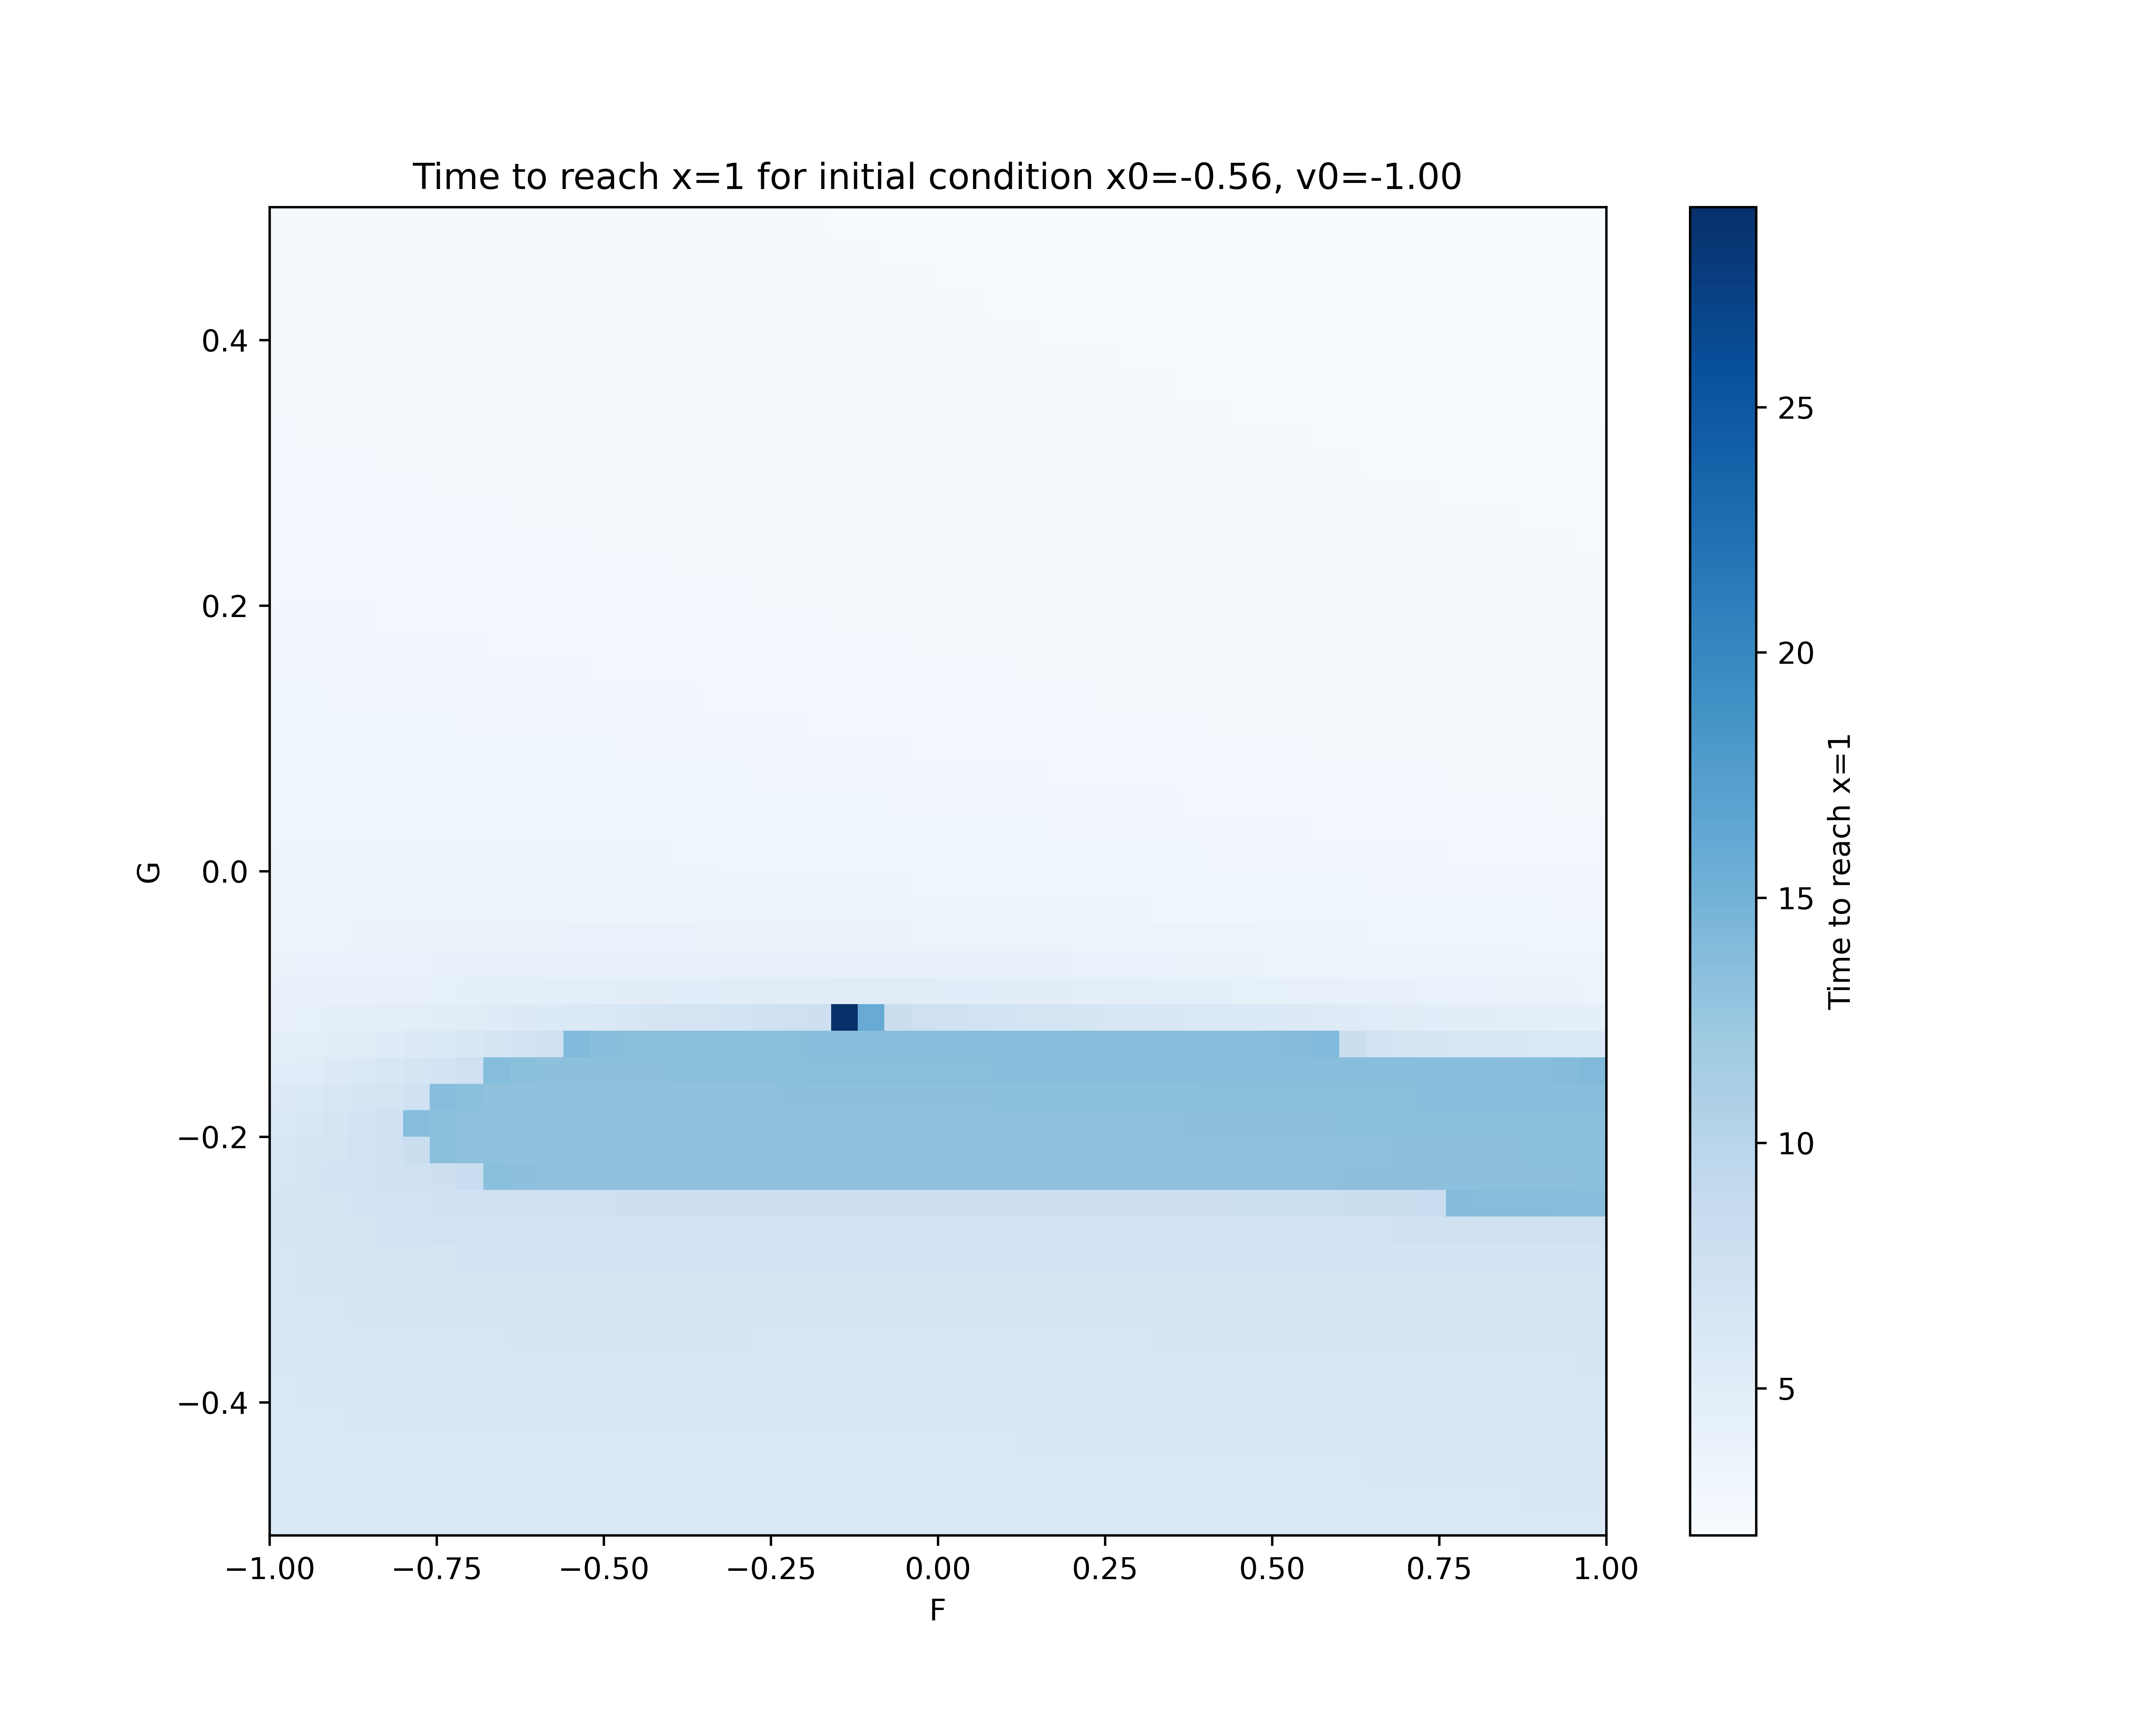 Time to reach x=1 for initial condition x0=-0.56, v0=-1.00
0.4
0.2
0.0
−0.2
−0.4
G
−1.00 −0.75 −0.50 −0.25 0.00 0.25 0.50 0.75 1.00
F
25
20
15
10
5
Time to reach x=1